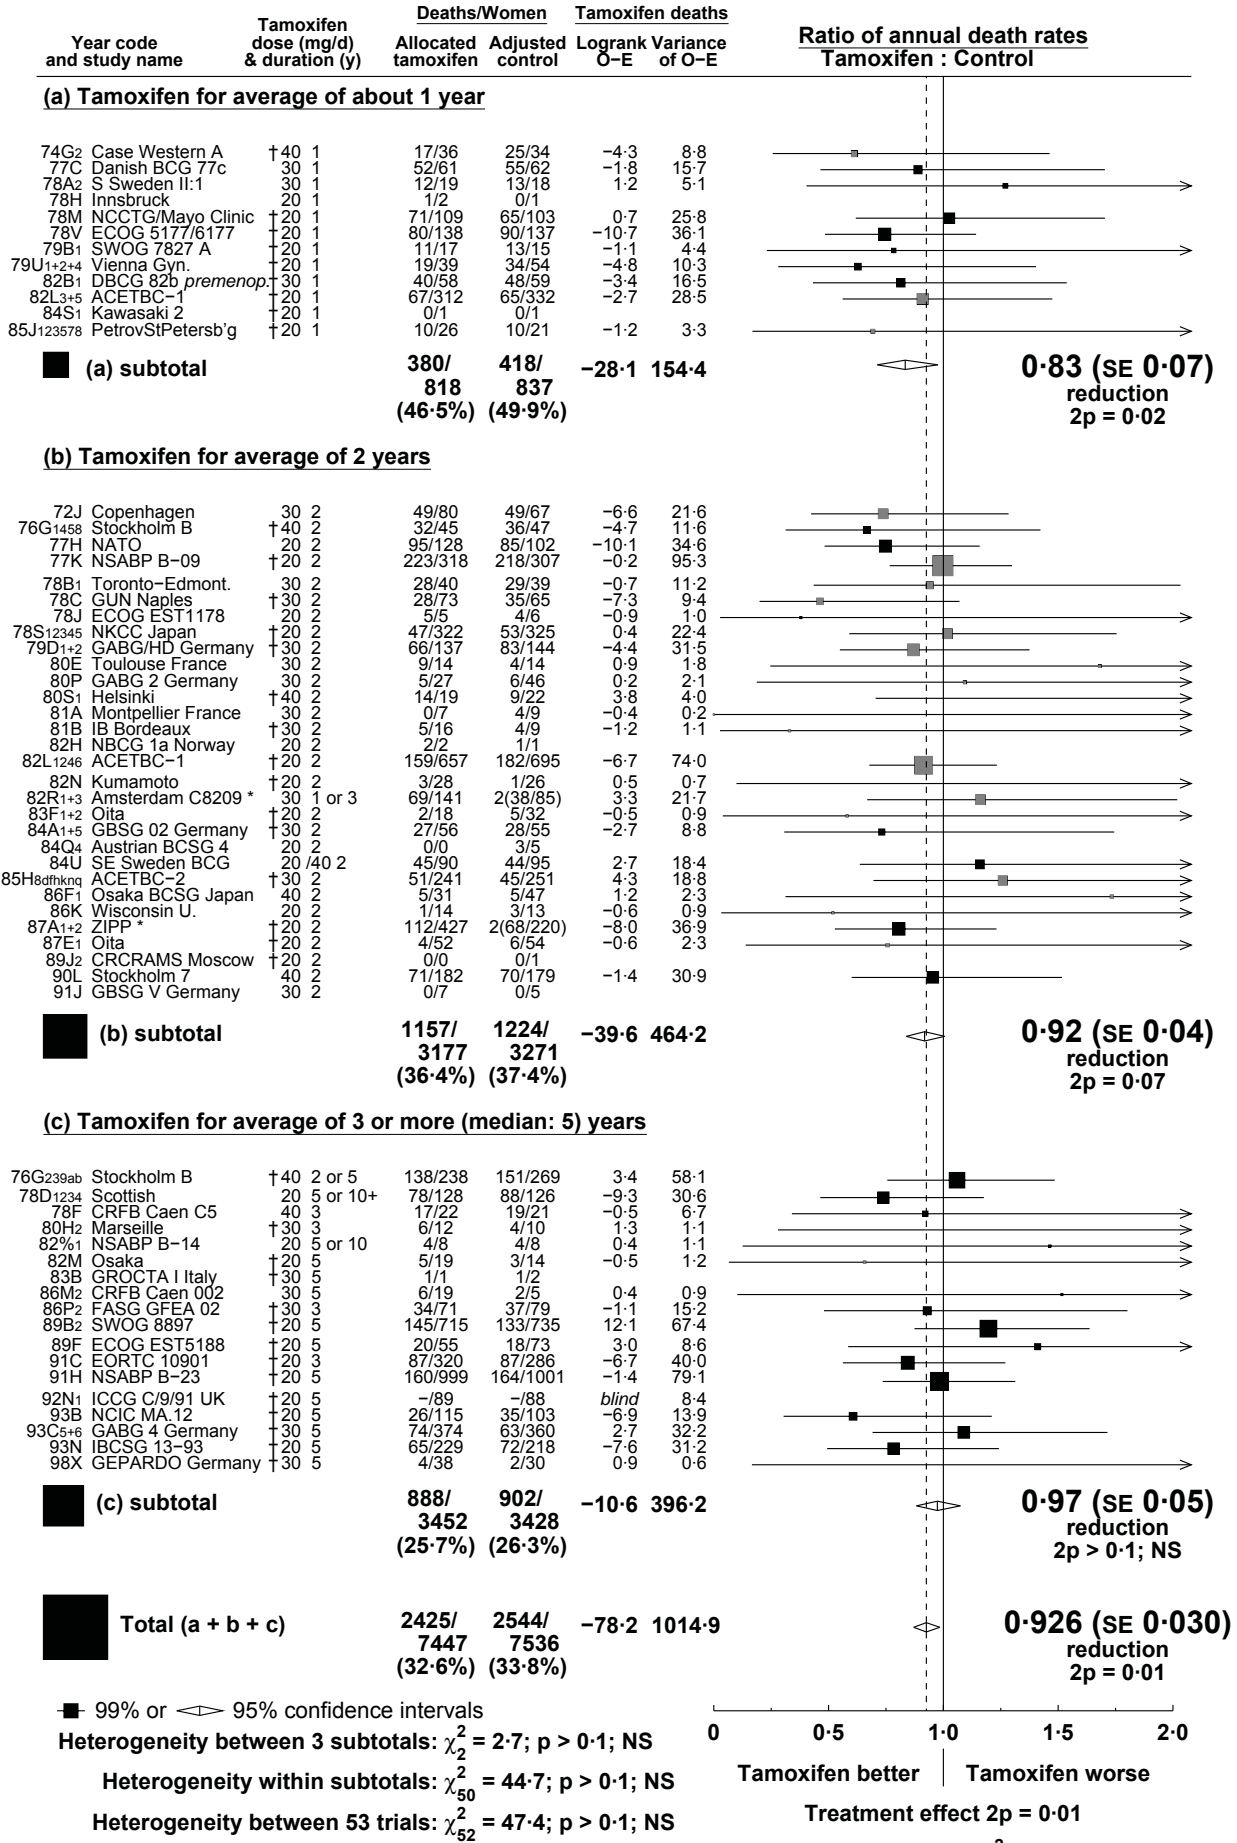 Year code and study name
Tamoxifen dose (mg/d) & duration (y)
Deaths/Women
Allocated tamoxifen
Adjusted control
Tamoxifen deaths
Logrank O−E
Variance of O−E
Ratio of annual death rates
Tamoxifen : Control
(a) Tamoxifen for average of about 1 year
74G2 Case Western A †40 1 17/36 25/34 −4·3 8·8
77C Danish BCG 77c 30 1 52/61 55/62 −1·8 15·7
78A2 S Sweden II:1 30 1 12/19 13/18 1·2 5·1
78H Innsbruck 20 1 1/2 0/1
78M NCCTG/Mayo Clinic †20 1 71/109 65/103 0·7 25·8
78V ECOG 5177/6177 †20 1 80/138 90/137 −10·7 36·1
79B1 SWOG 7827 A †20 1 11/17 13/15 −1·1 4·4
79U1+2+4 Vienna Gyn. †20 1 19/39 34/54 −4·8 10·3
82B1 DBCG 82b premenop. †30 1 40/58 48/59 −3·4 16·5
82L3+5 ACETBC−1 †20 1 67/312 65/332 −2·7 28·5
84S1 Kawasaki 2 †20 1 0/1 0/1
85J123578 PetrovStPetersb'g †20 1 10/26 10/21 −1·2 3·3
(a) subtotal 380/818 (46·5%) 418/837 (49·9%) −28·1 154·4 0·83 (SE 0·07)
reduction
2p = 0·02
(b) Tamoxifen for average of 2 years
72J Copenhagen 30 2 49/80 49/67 −6·6 21·6
76G1458 Stockholm B †40 2 32/45 36/47 −4·7 11·6
77H NATO 20 2 95/128 85/102 −10·1 34·6
77K NSABP B−09 †20 2 223/318 218/307 −0·2 95·3
78B1 Toronto−Edmont. 30 2 28/40 29/39 −0·7 11·2
78C GUN Naples †30 2 28/73 35/65 −7·3 9·4
78J ECOG EST1178 20 2 5/5 4/6 −0·9 1·0
78S12345 NKCC Japan †20 2 47/322 53/325 0·4 22·4
79D1+2 GABG/HD Germany †30 2 66/137 83/144 −4·4 31·5
80E Toulouse France 30 2 9/14 4/14 0·9 1·8
80P GABG 2 Germany 30 2 5/27 6/46 0·2 2·1
80S1 Helsinki †40 2 14/19 9/22 3·8 4·0
81A Montpellier France 30 2 0/7 4/9 −0·4 0·2
81B IB Bordeaux †30 2 5/16 4/9 −1·2 1·1
82H NBCG 1a Norway 20 2 2/2 1/1
82L1246 ACETBC−1 †20 2 159/657 182/695 −6·7 74·0
82N Kumamoto †20 2 3/28 1/26 0·5 0·7
82R1+3 Amsterdam C8209 * 30 1 or 3 69/141 2(38/85) 3·3 21·7
83F1+2 Oita †20 2 2/18 5/32 −0·5 0·9
84A1+5 GBSG 02 Germany †30 2 27/56 28/55 −2·7 8·8
84Q4 Austrian BCSG 4 20 2 0/0 3/5
84U SE Sweden BCG 20 /40 2 45/90 44/95 2·7 18·4
85H8dfhknq ACETBC−2 †30 2 51/241 45/251 4·3 18·8
86F1 Osaka BCSG Japan 40 2 5/31 5/47 1·2 2·3
86K Wisconsin U. 20 2 1/14 3/13 −0·6 0·9
87A1+2 ZIPP * †20 2 112/427 2(68/220) −8·0 36·9
87E1 Oita †20 2 4/52 6/54 −0·6 2·3
89J2 CRCRAMS Moscow †20 2 0/0 0/1
90L Stockholm 7 40 2 71/182 70/179 −1·4 30·9
91J GBSG V Germany 30 2 0/7 0/5
(b) subtotal 1157/3177 (36·4%) 1224/3271 (37·4%) −39·6 464·2 0·92 (SE 0·04)
reduction
2p = 0·07
(c) Tamoxifen for average of 3 or more (median: 5) years
76G239ab Stockholm B †40 2 or 5 138/238 151/269 3·4 58·1
78D1234 Scottish 20 5 or 10+ 78/128 88/126 −9·3 30·6
78F CRFB Caen C5 40 3 17/22 19/21 −0·5 6·7
80H2 Marseille †30 3 6/12 4/10 1·3 1·1
82%1 NSABP B−14 20 5 or 10 4/8 4/8 0·4 1·1
82M Osaka †20 5 5/19 3/14 −0·5 1·2
83B GROCTA I Italy †30 5 1/1 1/2
86M2 CRFB Caen 002 30 5 6/19 2/5 0·4 0·9
86P2 FASG GFEA 02 †30 3 34/71 37/79 −1·1 15·2
89B2 SWOG 8897 †20 5 145/715 133/735 12·1 67·4
89F ECOG EST5188 †20 5 20/55 18/73 3·0 8·6
91C EORTC 10901 †20 3 87/320 87/286 −6·7 40·0
91H NSABP B−23 †20 5 160/999 164/1001 −1·4 79·1
92N1 ICCG C/9/91 UK †20 5 −/89 −/88 blind 8·4
93B NCIC MA.12 †20 5 26/115 35/103 −6·9 13·9
93C5+6 GABG 4 Germany †30 5 74/374 63/360 2·7 32·2
93N IBCSG 13−93 †20 5 65/229 72/218 −7·6 31·2
98X GEPARDO Germany †30 5 4/38 2/30 0·9 0·6
(c) subtotal 888/3452 (25·7%) 902/3428 (26·3%) −10·6 396·2 0·97 (SE 0·05)
reduction
2p > 0·1; NS
Total (a + b + c) 2425/7447 (32·6%) 2544/7536 (33·8%) −78·2 1014·9 0·926 (SE 0·030)
reduction
2p = 0·01
99% or 95% confidence intervals
0 0·5 1·0 1·5 2·0
Heterogeneity between 3 subtotals: χ²₂ = 2·7; p > 0·1; NS
Tamoxifen better Tamoxifen worse
Heterogeneity within subtotals: χ²₅₀ = 44·7; p > 0·1; NS
Treatment effect 2p = 0·01
Heterogeneity between 53 trials: χ²₅₂ = 47·4; p > 0·1; NS